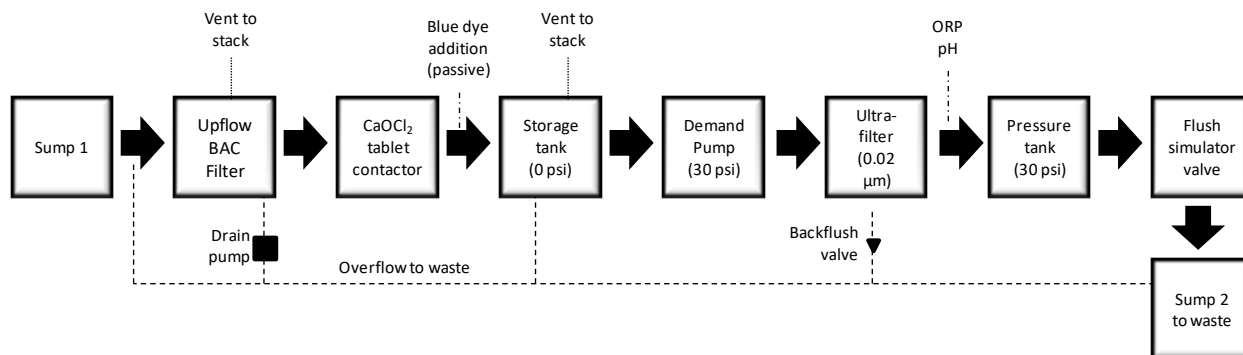 Vent to
stack
Blue dye
addition
(passive)
Vent to
stack
ORP
pH
Sump 1
Upflow
BAC
Filter
CaOCl₂
tablet
contactor
Storage
tank
(0 psi)
Demand
Pump
(30 psi)
Ultra-
filter
(0.02
µm)
Pressure
tank
(30 psi)
Flush
simulator
valve
Drain
pump
Overflow to waste
Backflush
valve
Sump 2
to waste